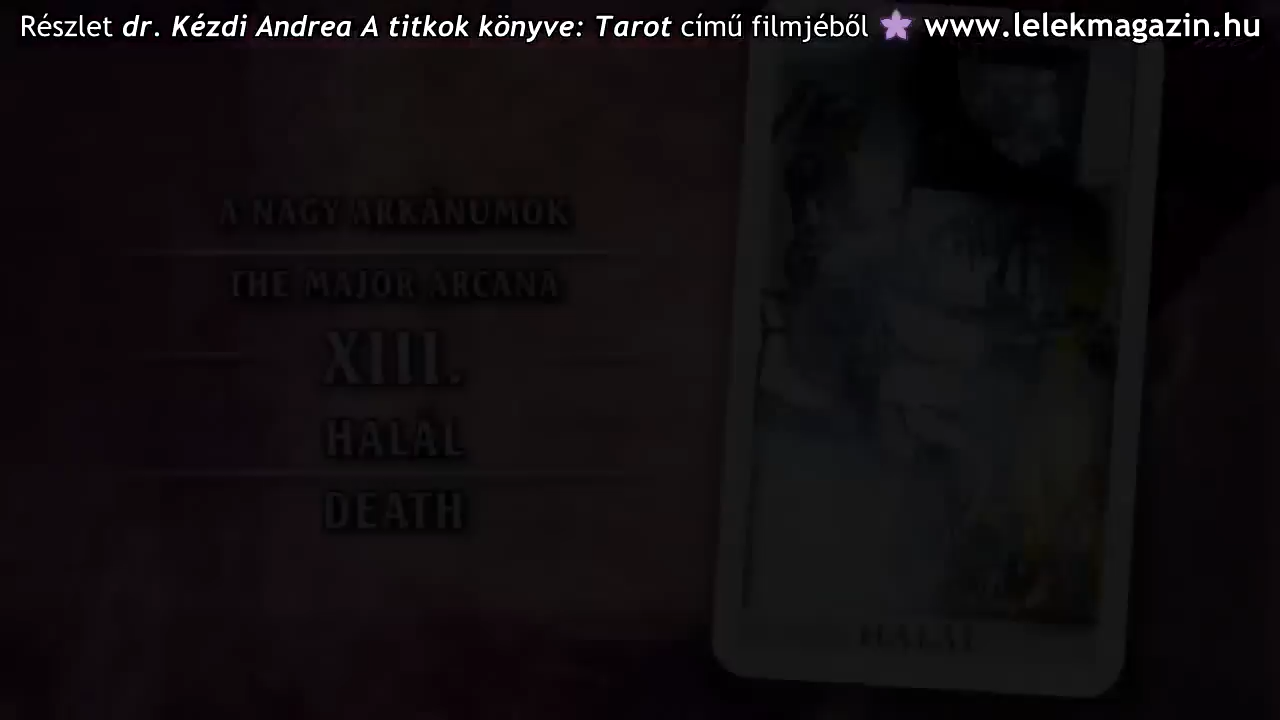 Részlet dr. Kézdi Andrea A titkok könyve: Tarot című filmjéből www.lelekmagazin.hu
A NAGY ARKÁNUMOK
THE MAJOR ARCANA
XIII.
HALÁL
DEATH
HALÁL